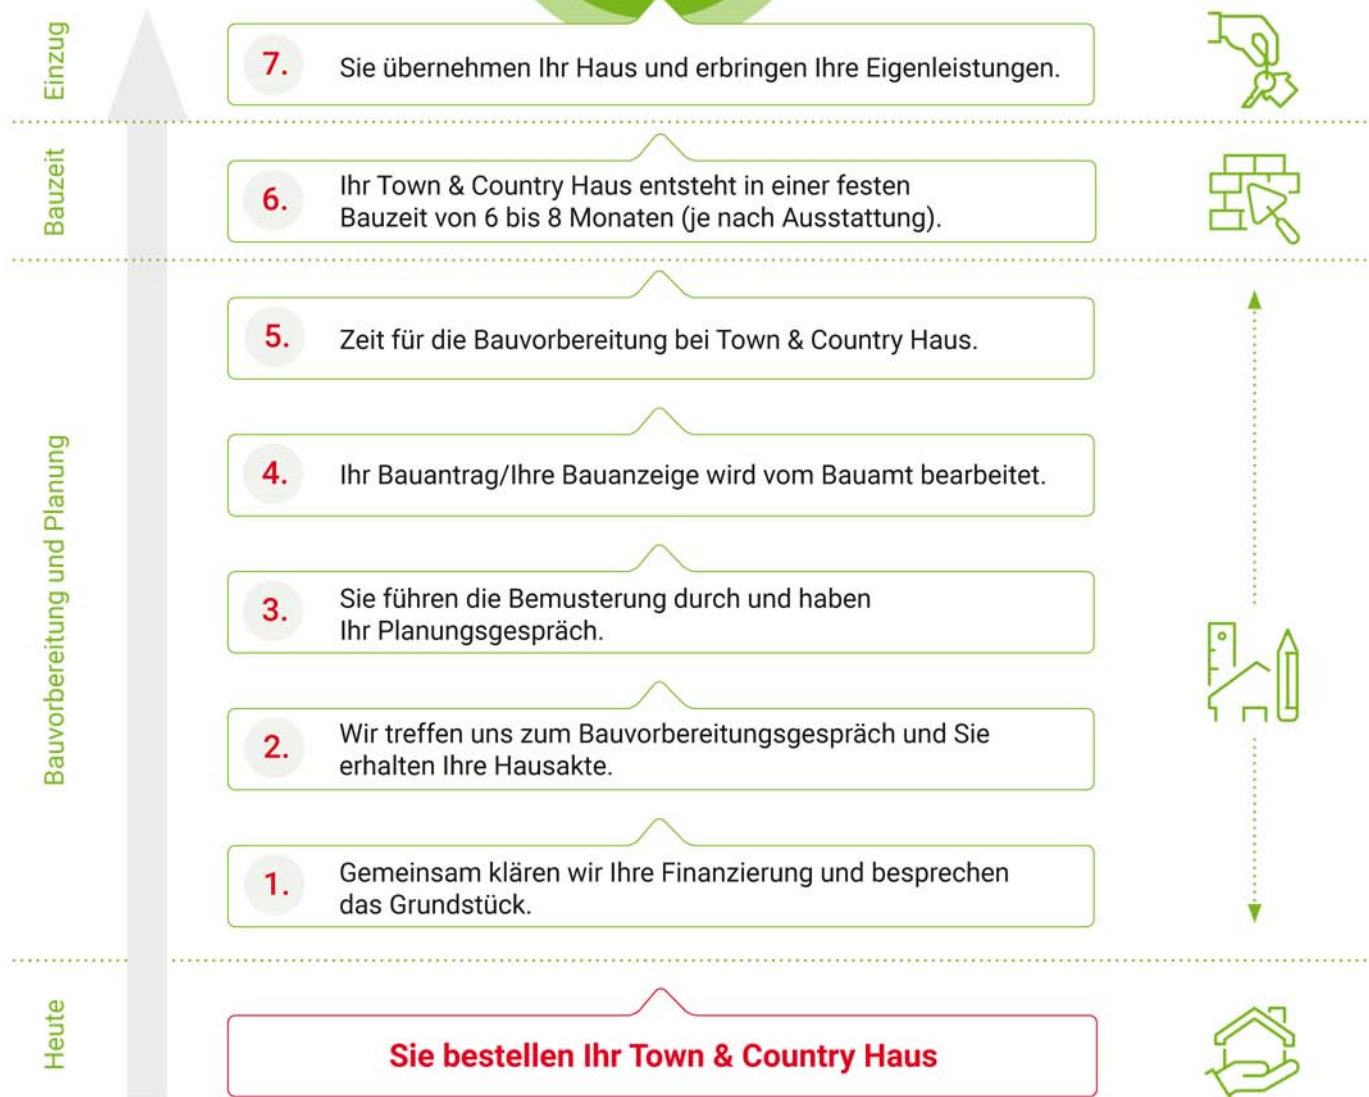 Einzug
7.
Sie übernehmen Ihr Haus und erbringen Ihre Eigenleistungen.
Bauzeit
6.
Ihr Town & Country Haus entsteht in einer festen
Bauzeit von 6 bis 8 Monaten (je nach Ausstattung).
Bauvorbereitung und Planung
5.
Zeit für die Bauvorbereitung bei Town & Country Haus.
4.
Ihr Bauantrag/Ihre Bauanzeige wird vom Bauamt bearbeitet.
3.
Sie führen die Bemusterung durch und haben
Ihr Planungsgespräch.
2.
Wir treffen uns zum Bauvorbereitungsgespräch und Sie
erhalten Ihre Hausakte.
1.
Gemeinsam klären wir Ihre Finanzierung und besprechen
das Grundstück.
Heute
Sie bestellen Ihr Town & Country Haus